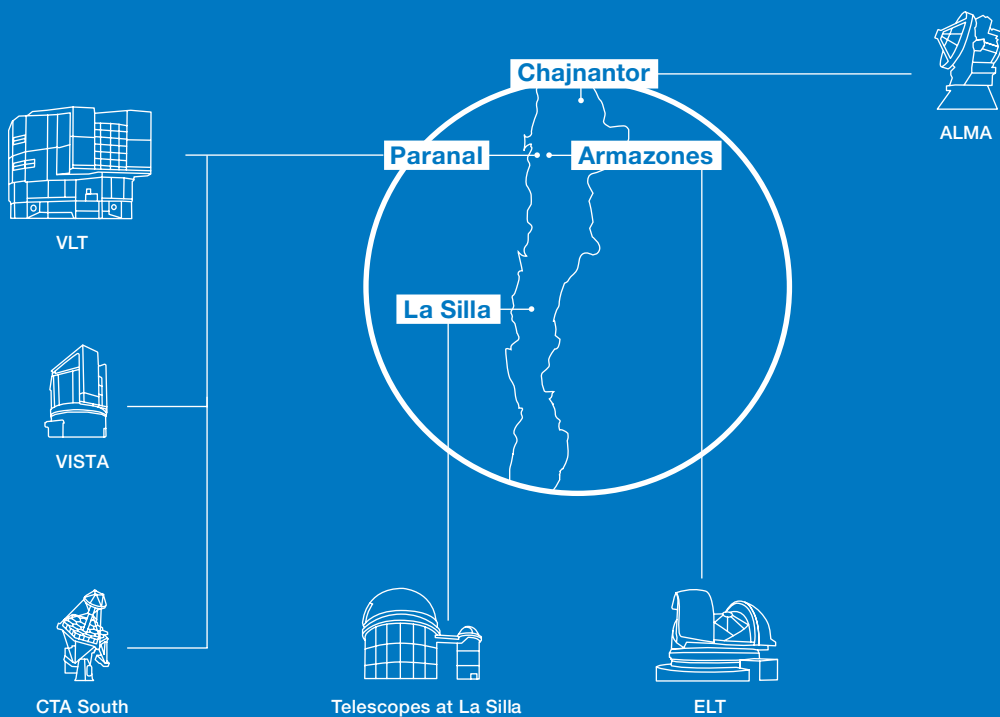 Chajnantor
ALMA
Paranal
Armazones
VLT
La Silla
VISTA
CTA South
Telescopes at La Silla
ELT